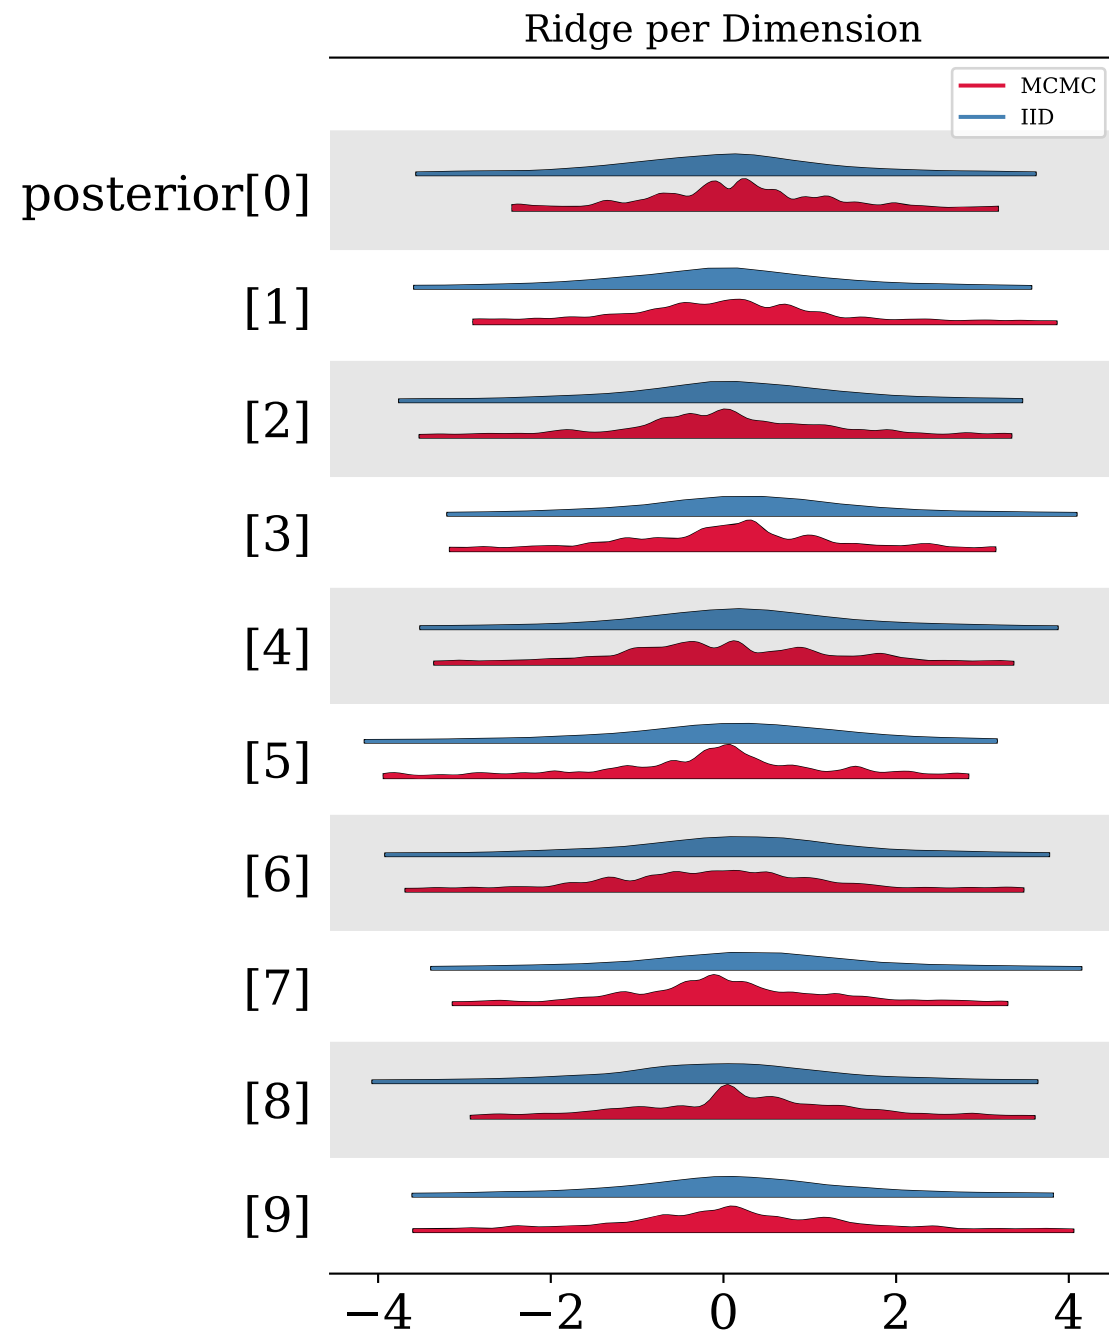 Ridge per Dimension
MCMC
IID
posterior[0]
[1]
[2]
[3]
[4]
[5]
[6]
[7]
[8]
[9]
−4 −2 0 2 4